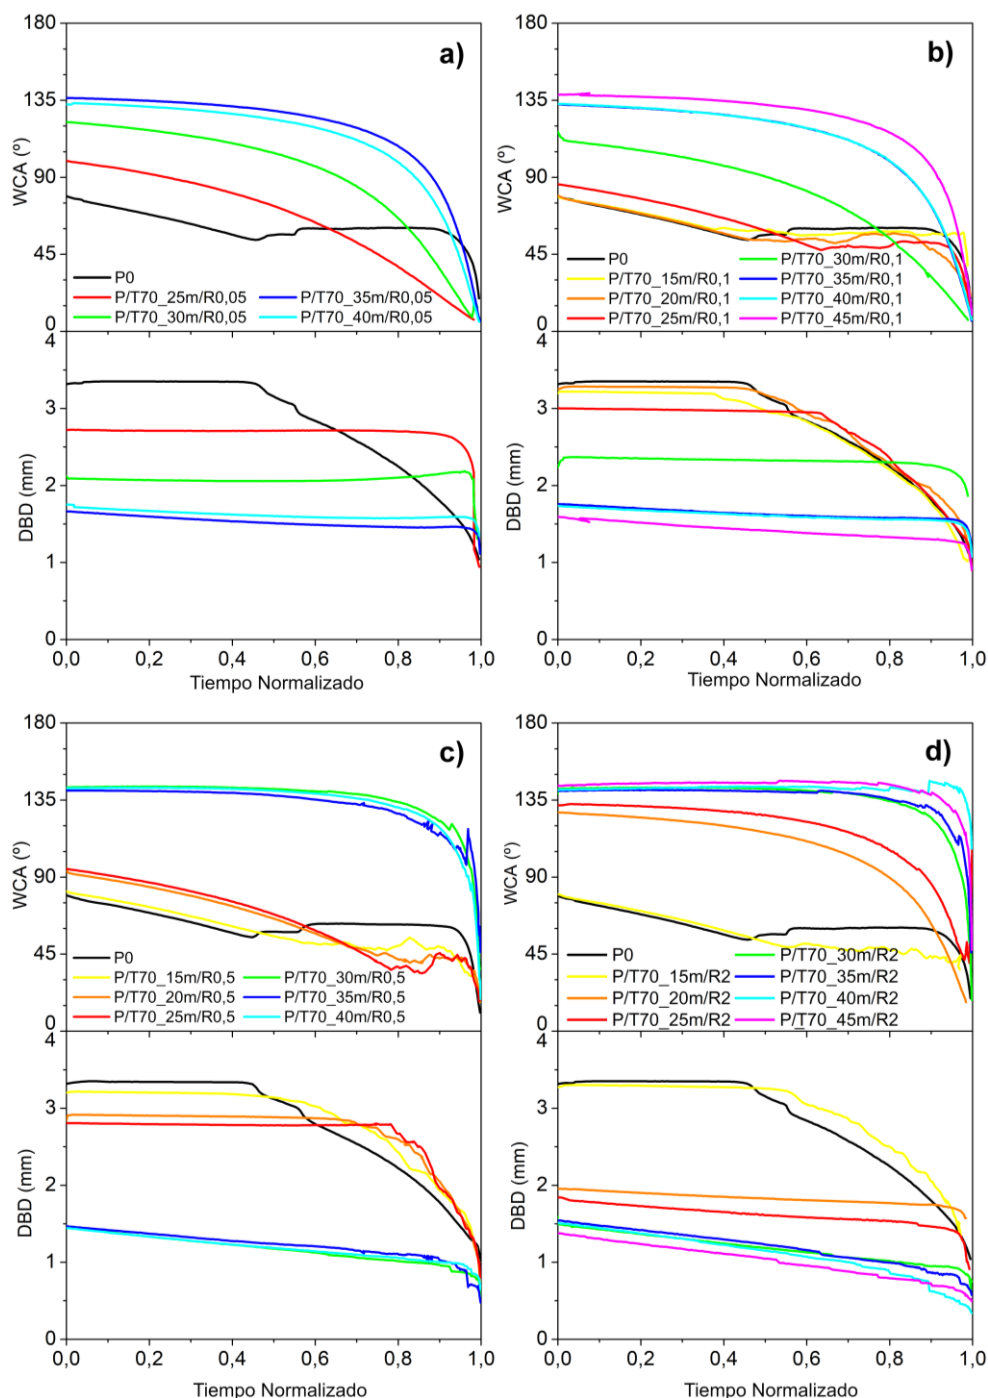 a)
180
135
90
45
0
WCA (º)
P0
P/T70_25m/R0,05
P/T70_35m/R0,05
P/T70_30m/R0,05
P/T70_40m/R0,05
4
3
2
1
0
DBD (mm)
0,0 0,2 0,4 0,6 0,8 1,0
Tiempo Normalizado
b)
180
135
90
45
0
WCA (º)
P0
P/T70_30m/R0,1
P/T70_15m/R0,1
P/T70_35m/R0,1
P/T70_20m/R0,1
P/T70_40m/R0,1
P/T70_25m/R0,1
P/T70_45m/R0,1
4
3
2
1
0
DBD (mm)
0,0 0,2 0,4 0,6 0,8 1,0
Tiempo Normalizado
c)
180
135
90
45
0
WCA (º)
P0
P/T70_15m/R0,5
P/T70_30m/R0,5
P/T70_20m/R0,5
P/T70_35m/R0,5
P/T70_25m/R0,5
P/T70_40m/R0,5
4
3
2
1
0
DBD (mm)
0,0 0,2 0,4 0,6 0,8 1,0
Tiempo Normalizado
d)
180
135
90
45
0
WCA (º)
P0
P/T70_30m/R2
P/T70_15m/R2
P/T70_35m/R2
P/T70_20m/R2
P/T70_40m/R2
P/T70_25m/R2
P/T70_45m/R2
4
3
2
1
0
DBD (mm)
0,0 0,2 0,4 0,6 0,8 1,0
Tiempo Normalizado